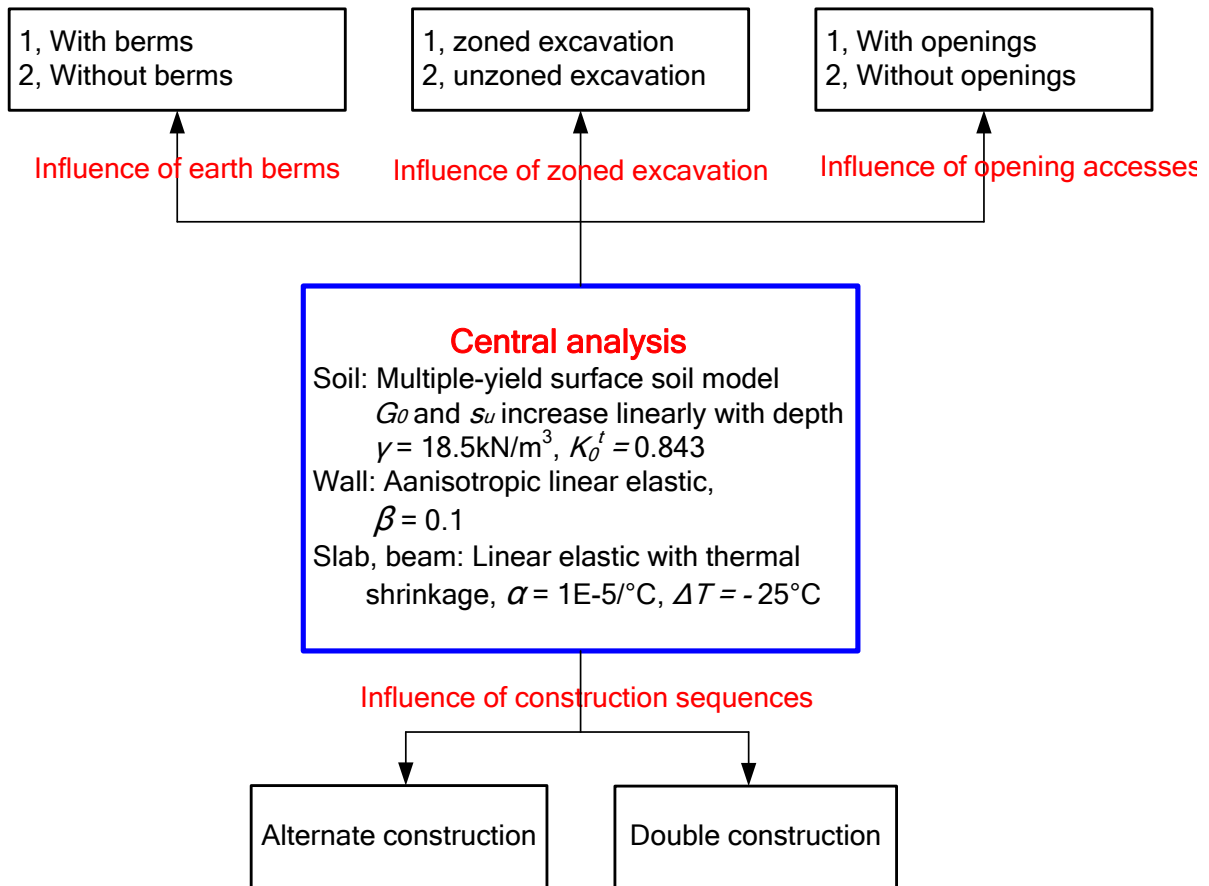 1, With berms
2, Without berms
1, zoned excavation
2, unzoned excavation
1, With openings
2, Without openings
Influence of earth berms
Influence of zoned excavation
Influence of opening accesses
Central analysis
Soil: Multiple-yield surface soil model
G0 and su increase linearly with depth
γ = 18.5kN/m³, K₀ᵗ = 0.843
Wall: Aanisotropic linear elastic,
β = 0.1
Slab, beam: Linear elastic with thermal
shrinkage, α = 1E-5/°C, ΔT = - 25°C
Influence of construction sequences
Alternate construction
Double construction